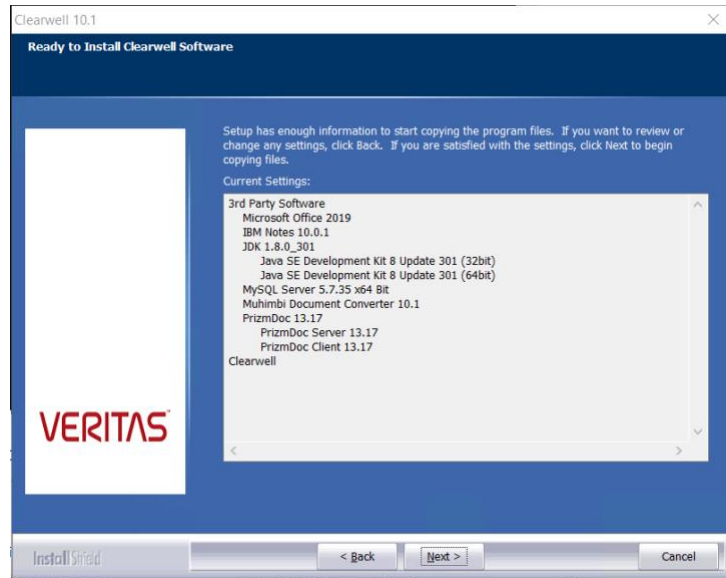 Clearwell 10.1
Ready to Install Clearwell Software
Setup has enough information to start copying the program files. If you want to review or
change any settings, click Back. If you are satisfied with the settings, click Next to begin
copying files.
Current Settings:
3rd Party Software
Microsoft Office 2019
IBM Notes 10.0.1
JDK 1.8.0_301
Java SE Development Kit 8 Update 301 (32bit)
Java SE Development Kit 8 Update 301 (64bit)
MySQL Server 5.7.35 x64 Bit
Muhimbi Document Converter 10.1
PrizmDoc 13.17
PrizmDoc Server 13.17
PrizmDoc Client 13.17
Clearwell
VERITAS
InstallShield
< Back
Next >
Cancel